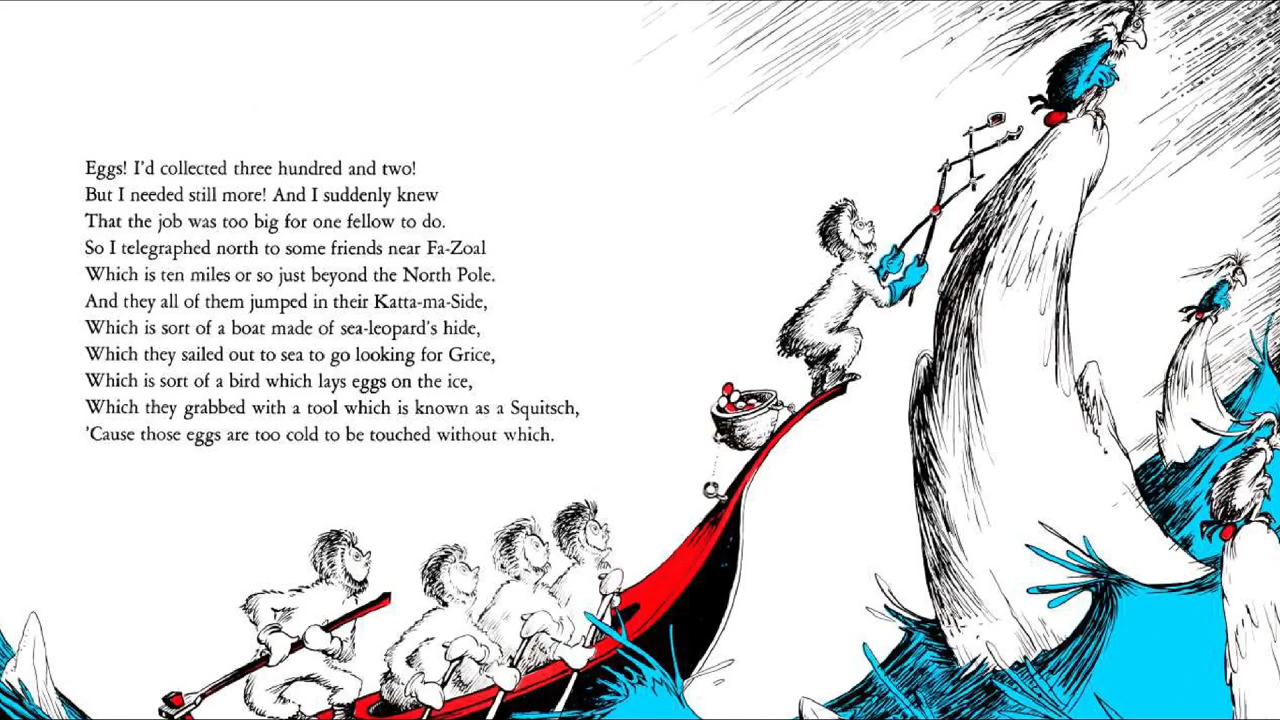 Eggs! I'd collected three hundred and two!
But I needed still more! And I suddenly knew
That the job was too big for one fellow to do.
So I telegraphed north to some friends near Fa-Zoal
Which is ten miles or so just beyond the North Pole.
And they all of them jumped in their Katta-ma-Side,
Which is sort of a boat made of sea-leopard's hide,
Which they sailed out to sea to go looking for Grice,
Which is sort of a bird which lays eggs on the ice,
Which they grabbed with a tool which is known as a Squitsch,
'Cause those eggs are too cold to be touched without which.